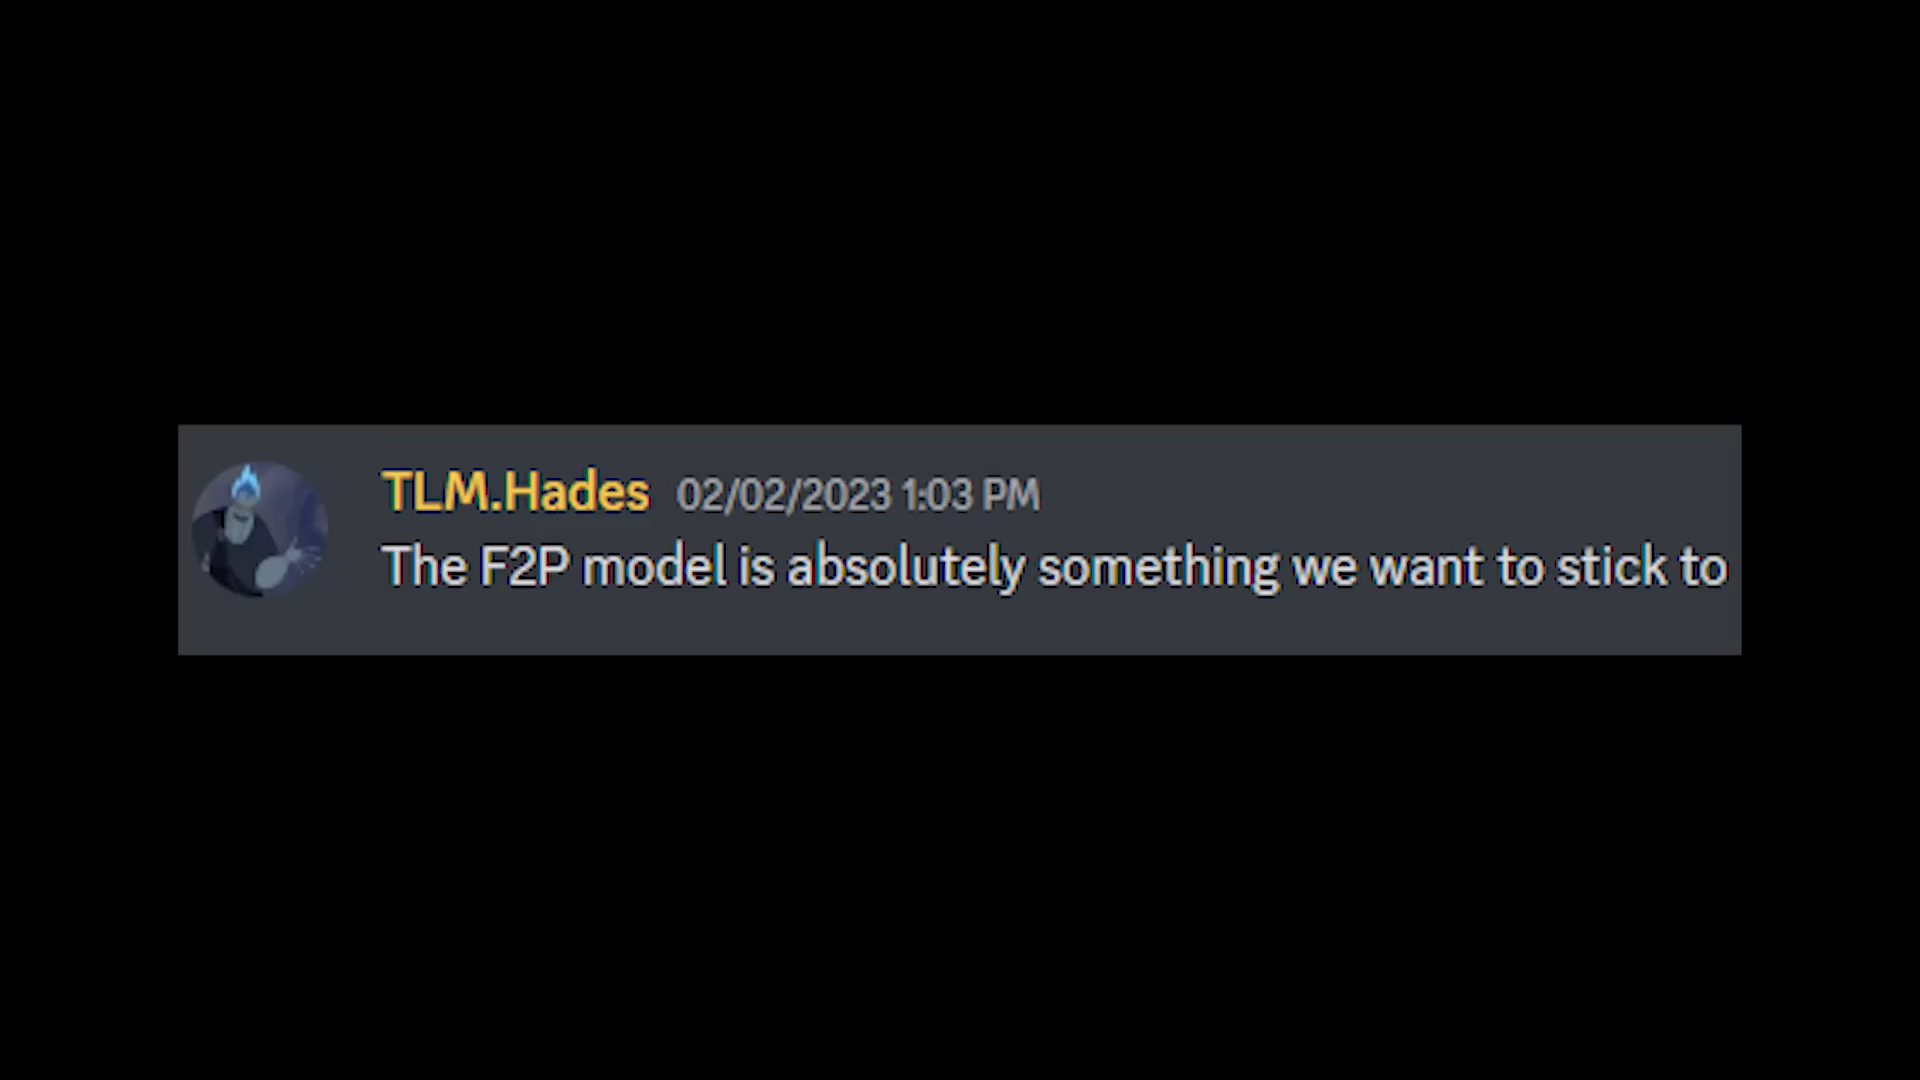 TLM.Hades 02/02/2023 1:03 PM
The F2P model is absolutely something we want to stick to